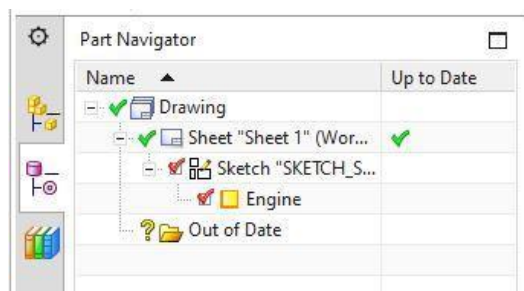 Part Navigator
Name Up to Date
Drawing
Sheet "Sheet 1" (Wor...
Sketch "SKETCH_S...
Engine
Out of Date